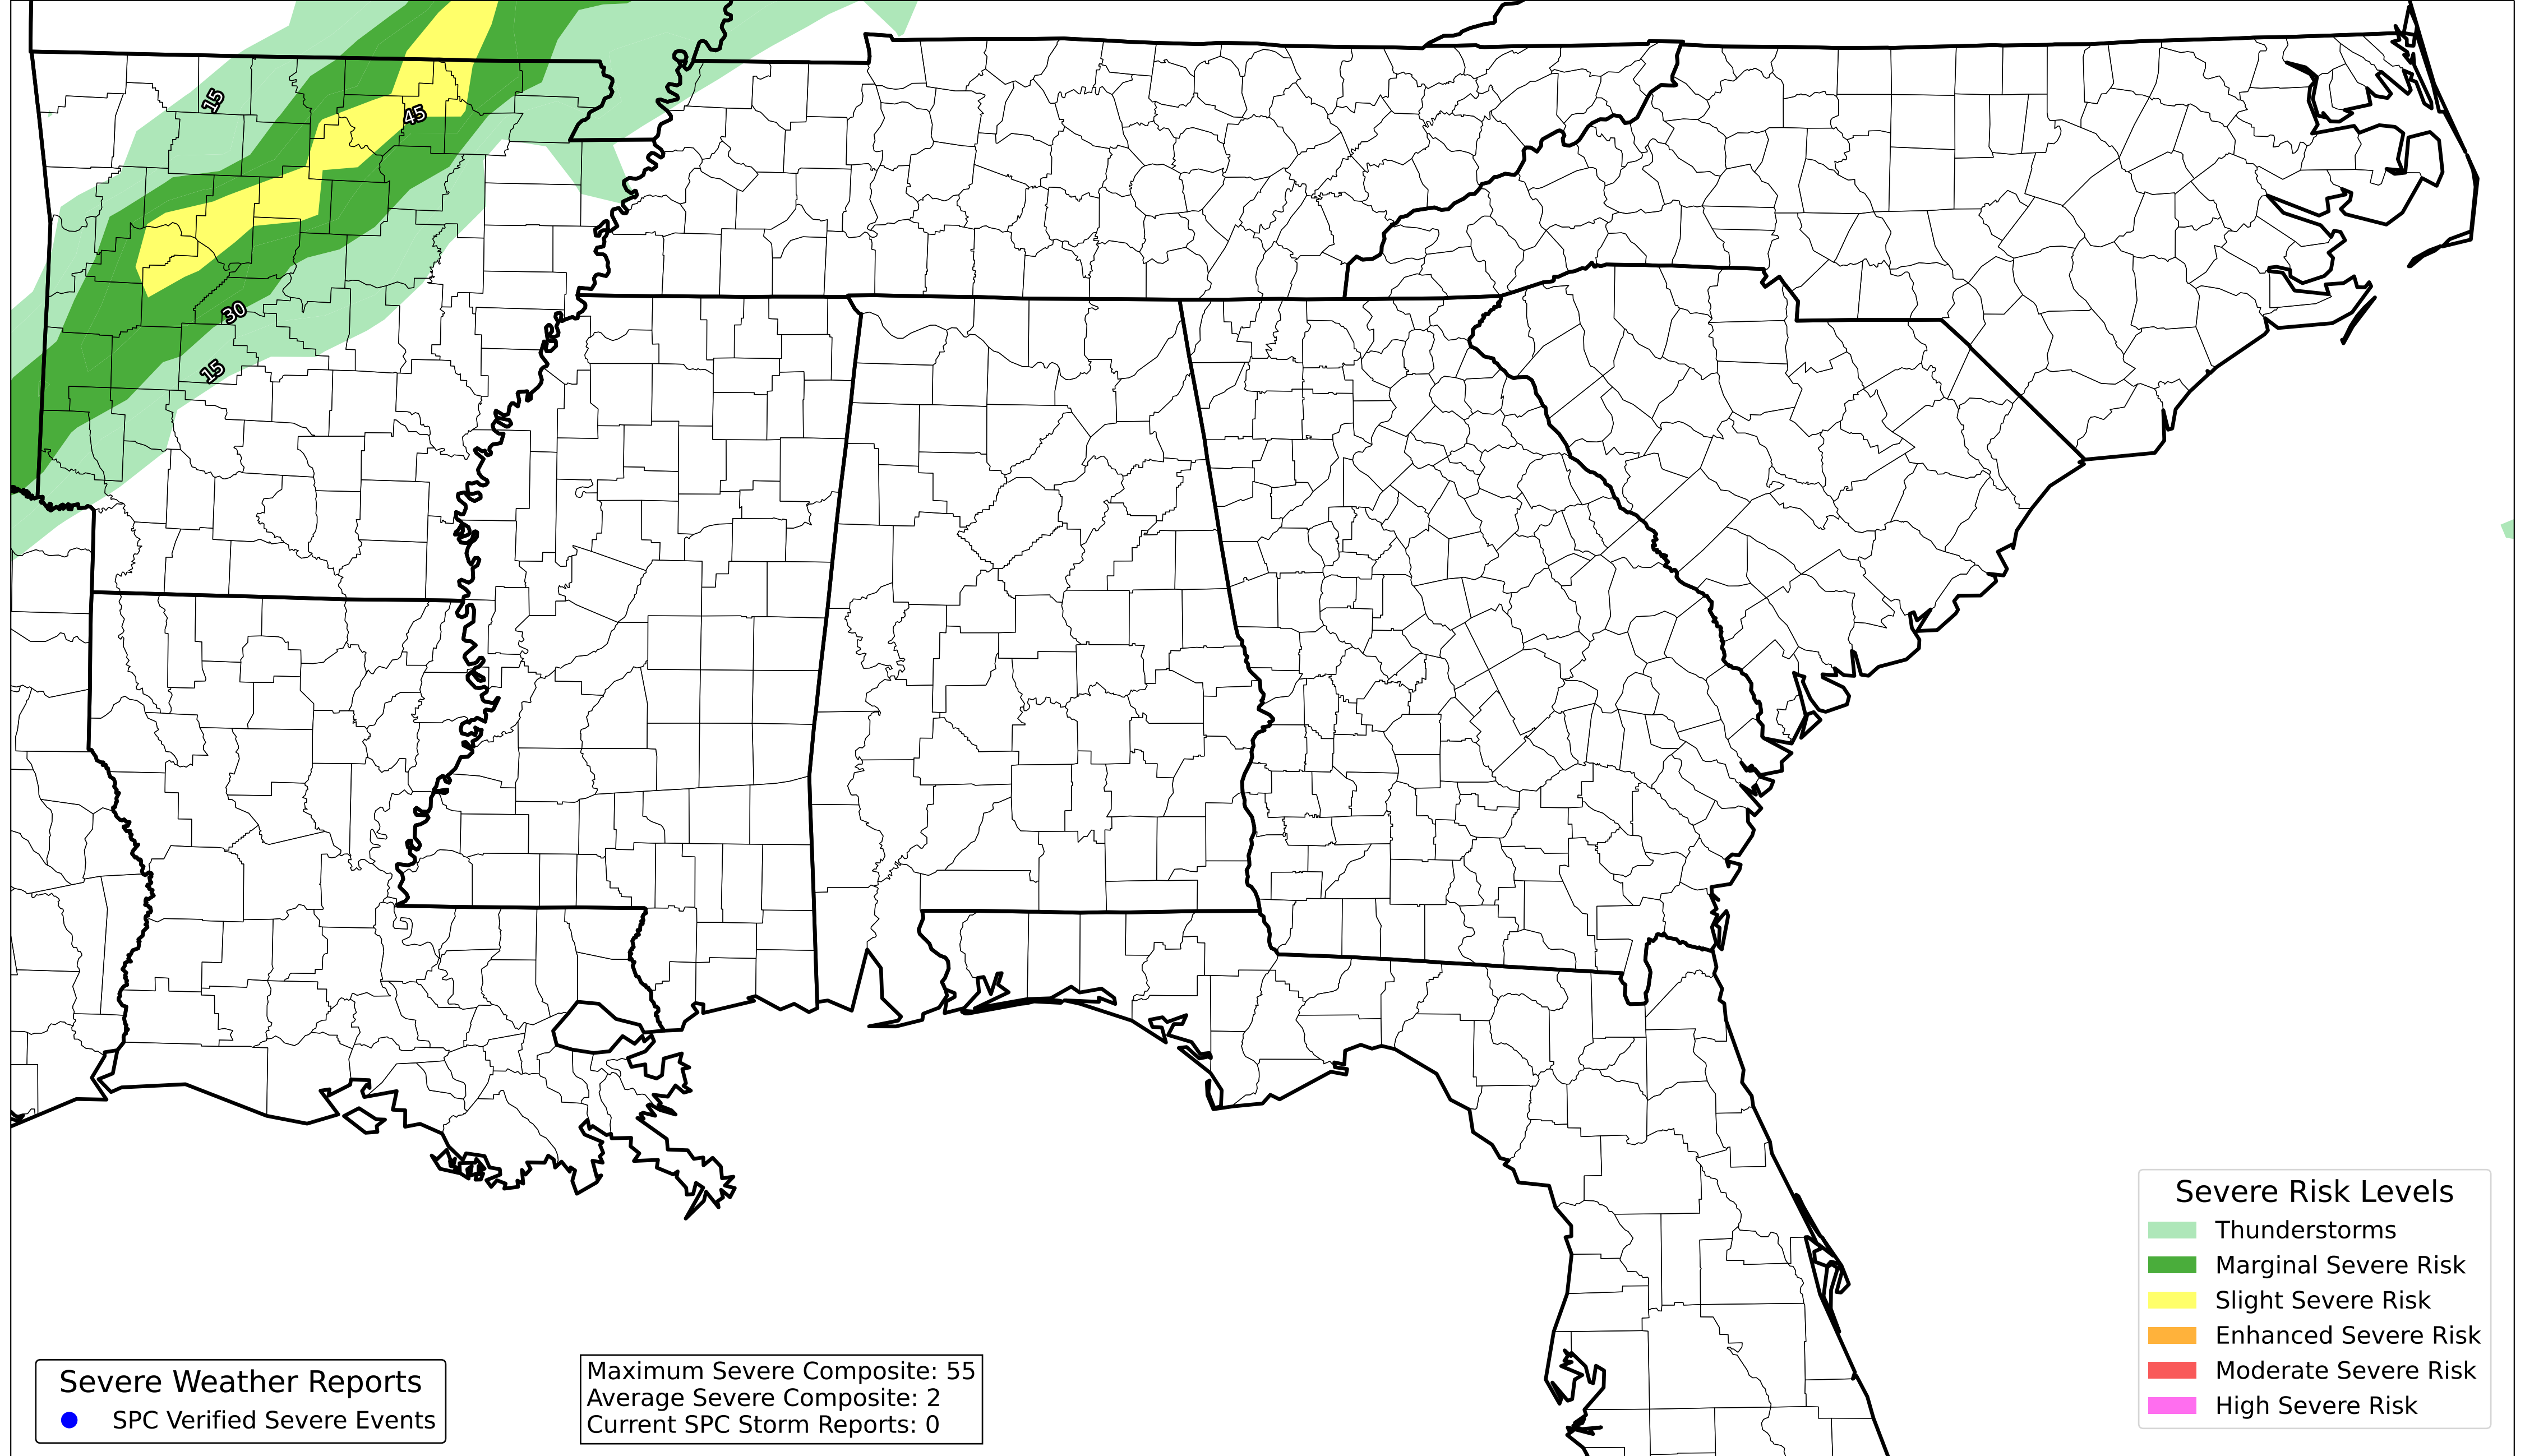 15
45
30
15
Severe Risk Levels
Thunderstorms
Marginal Severe Risk
Slight Severe Risk
Enhanced Severe Risk
Moderate Severe Risk
High Severe Risk
Severe Weather Reports
SPC Verified Severe Events
Maximum Severe Composite: 55
Average Severe Composite: 2
Current SPC Storm Reports: 0